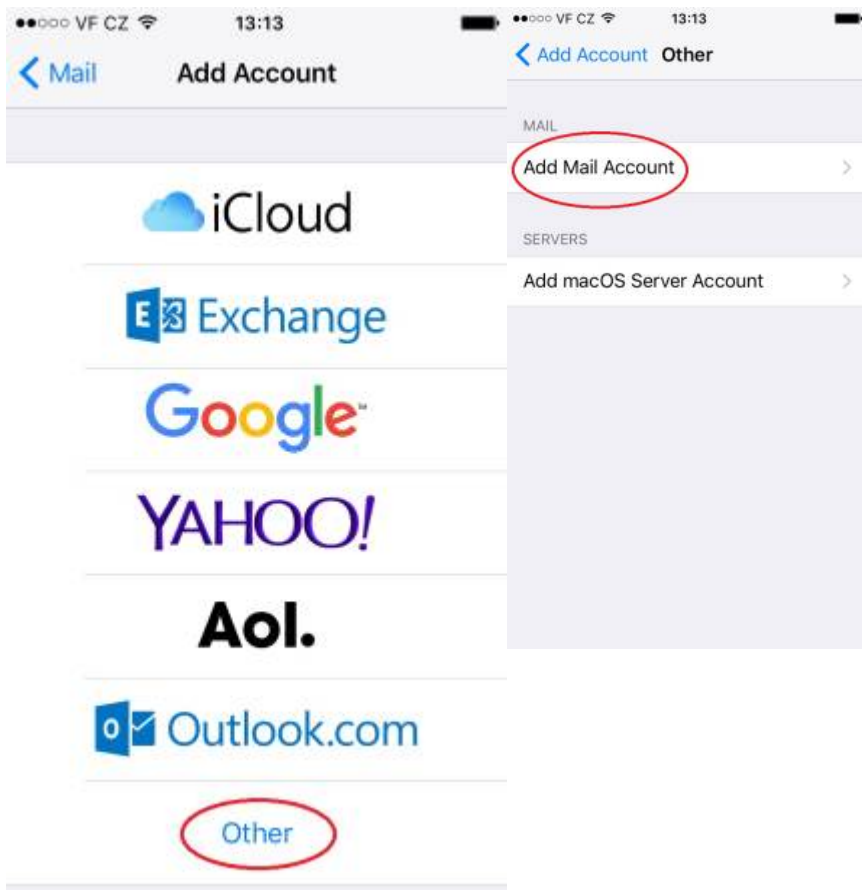 VF CZ 13:13
Mail Add Account
iCloud
E Exchange
Google™
YAHOO!
Aol.
o Outlook.com
Other
VF CZ 13:13
Add Account Other
MAIL
Add Mail Account
SERVERS
Add macOS Server Account